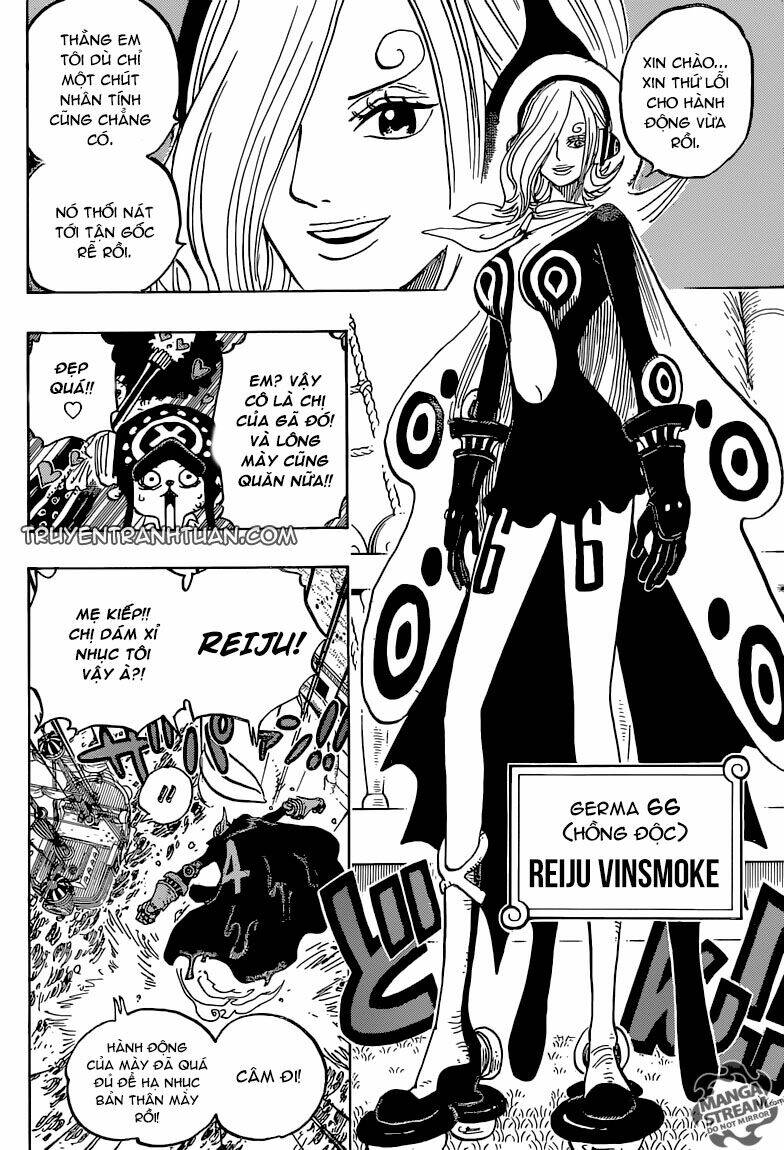 XIN CHÀO...
XIN THỨ LỖI
CHO HÀNH
ĐỘNG VỪA
RỒI.
THẰNG EM
TÔI DÙ CHỈ
MỘT CHÚT
NHÂN TÍNH
CŨNG CHẲNG
CÓ.
NÓ THỐI NÁT
TỚI TẬN GỐC
RỄ RỒI.
ĐẸP
QUÁ!!
EM? VẬY
CÔ LÀ CHỊ
CỦA GÃ ĐÓ!
VÀ LÔNG
MÀY CŨNG
QUĂN NỮA!!
TRUYENTRANHTUAN.COM
MẸ KIẾP!!
CHỊ DÁM XỈ
NHỤC TÔI
VẬY À?!
REIJU!
!!
4
66
GERMA 66
(HỒNG ĐỘC)
REIJU VINSMOKE
CÂM ĐI!
HÀNH ĐỘNG
CỦA MÀY ĐÃ QUÁ
ĐỦ ĐỂ HẠ NHỤC
BẢN THÂN MÀY
RỒI!
MANGA
STREAM.com
DO NOT MIRROR